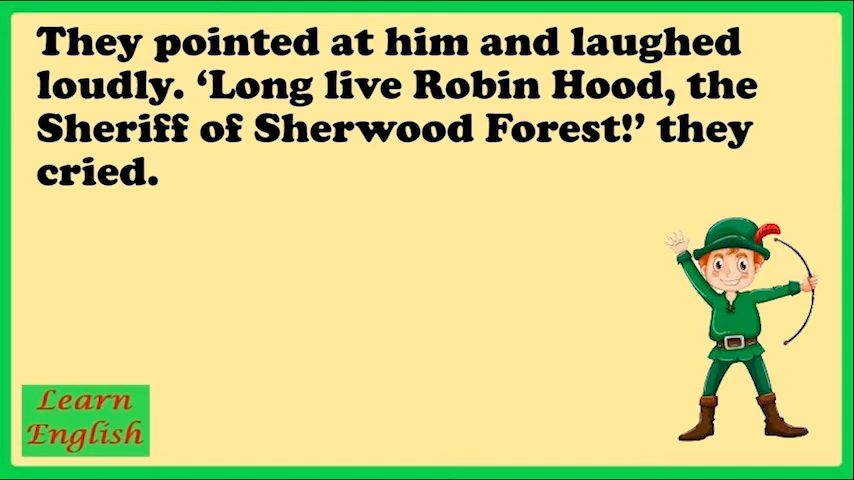 They pointed at him and laughed
loudly. ‘Long live Robin Hood, the
Sheriff of Sherwood Forest!’ they
cried.
Learn
English